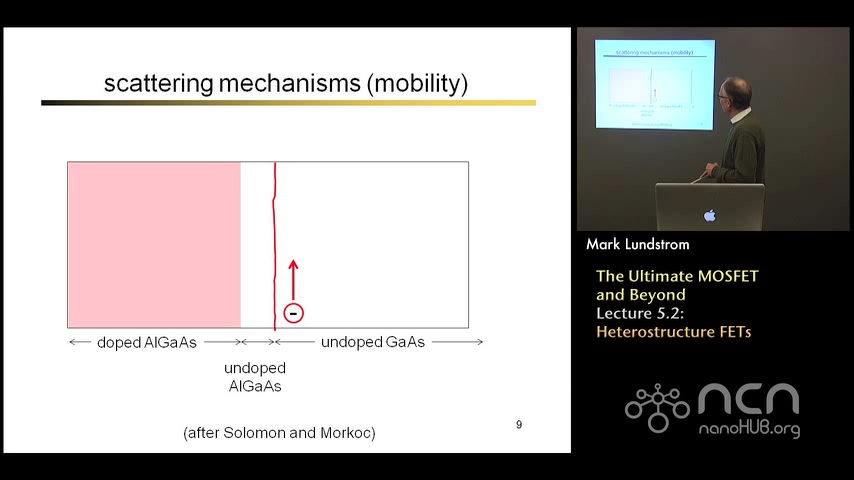 scattering mechanisms (mobility)
doped AlGaAs
undoped GaAs
undoped
AlGaAs
-
(after Solomon and Morkoc)
9
scattering mechanisms (mobility)
Mark Lundstrom
The Ultimate MOSFET
and Beyond
Lecture 5.2:
Heterostructure FETs
ncn
nanoHUB.org